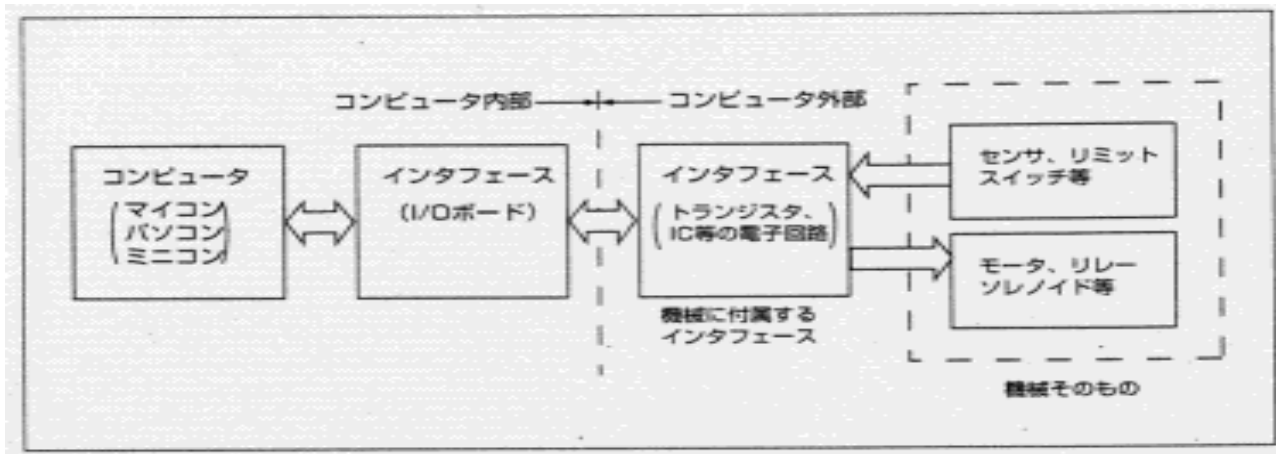 コンピュータ内部
コンピュータ外部
コンピュータ
マイコン
パソコン
ミニコン
インタフェース
(I/Oボード)
インタフェース
トランジスタ、
IC等の電子回路
機械に付属する
インタフェース
センサ、リミット
スイッチ等
モータ、リレー
ソレノイド等
機械そのもの